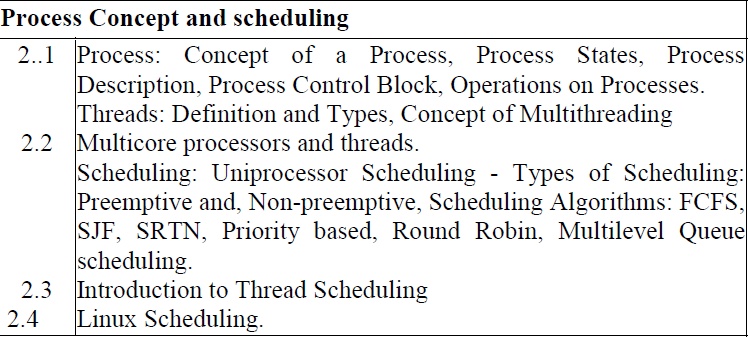 Process Concept and scheduling
2..1 Process: Concept of a Process, Process States, Process
Description, Process Control Block, Operations on Processes.
Threads: Definition and Types, Concept of Multithreading
2.2 Multicore processors and threads.
Scheduling: Uniprocessor Scheduling - Types of Scheduling:
Preemptive and, Non-preemptive, Scheduling Algorithms: FCFS,
SJF, SRTN, Priority based, Round Robin, Multilevel Queue
scheduling.
2.3 Introduction to Thread Scheduling
2.4 Linux Scheduling.